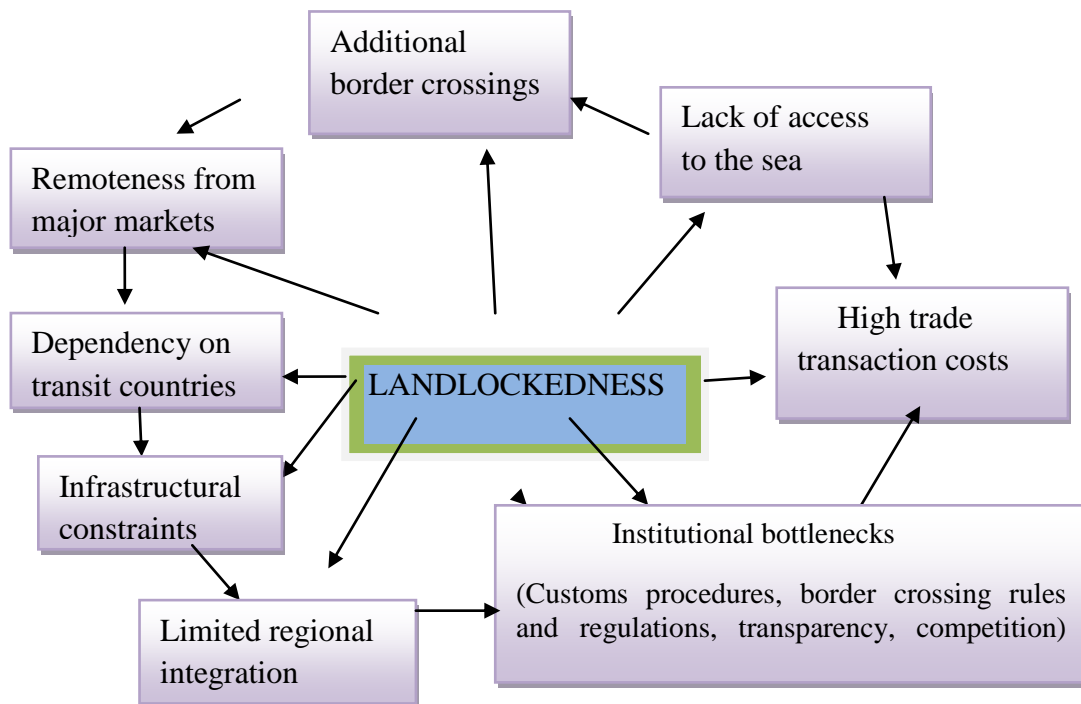 Additional
border crossings
Lack of access
to the sea
Remoteness from
major markets
High trade
transaction costs
Dependency on
transit countries
LANDLOCKEDNESS
Infrastructural
constraints
Institutional bottlenecks
(Customs procedures, border crossing rules
and regulations, transparency, competition)
Limited regional
integration